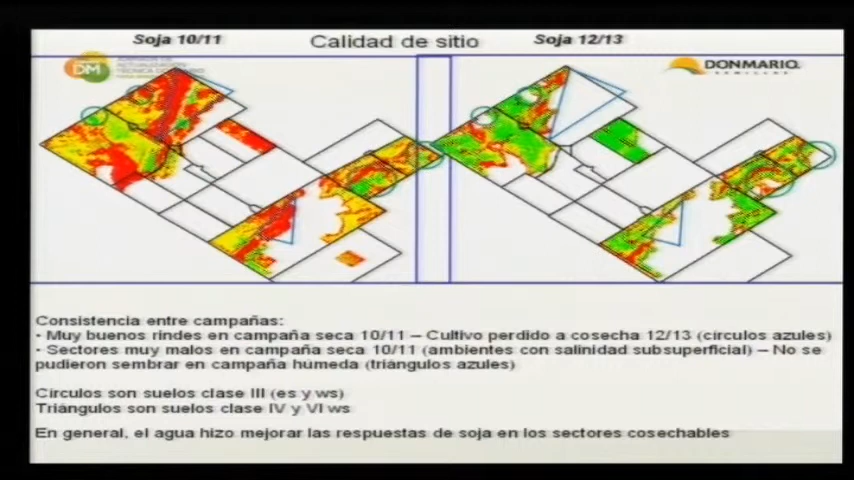 Soja 10/11
Calidad de sitio
Soja 12/13
DM
DONMARIO
SEMILLAS
Consistencia entre campañas:
• Muy buenos rindes en campaña seca 10/11 – Cultivo perdido a cosecha 12/13 (círculos azules)
• Sectores muy malos en campaña seca 10/11 (ambientes con salinidad subsuperficial) – No se
pudieron sembrar en campaña húmeda (triángulos azules)
Círculos son suelos clase III (es y ws)
Triángulos son suelos clase IV y VI ws
En general, el agua hizo mejorar las respuestas de soja en los sectores cosechables